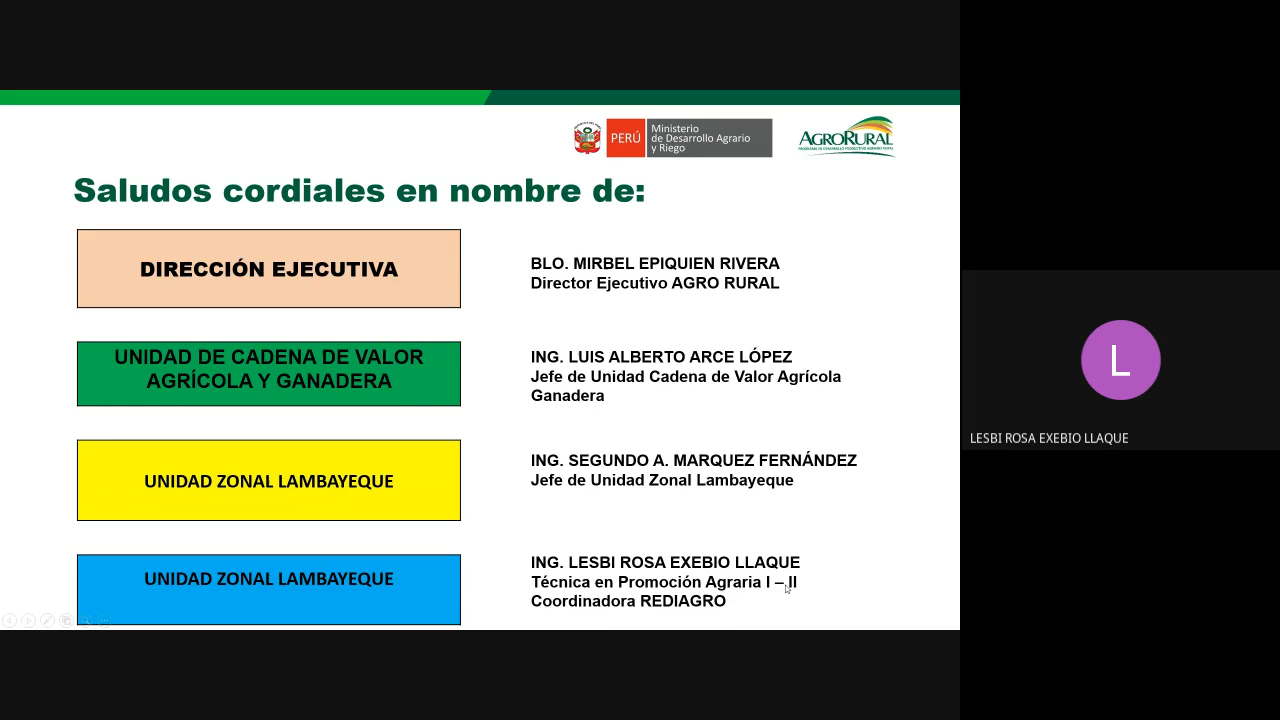 PERÚ
Ministerio
de Desarrollo Agrario
y Riego
AGRORURAL
Saludos cordiales en nombre de:
DIRECCIÓN EJECUTIVA
BLO. MIRBEL EPIQUIEN RIVERA
Director Ejecutivo AGRO RURAL
UNIDAD DE CADENA DE VALOR
AGRÍCOLA Y GANADERA
ING. LUIS ALBERTO ARCE LÓPEZ
Jefe de Unidad Cadena de Valor Agrícola
Ganadera
UNIDAD ZONAL LAMBAYEQUE
ING. SEGUNDO A. MARQUEZ FERNÁNDEZ
Jefe de Unidad Zonal Lambayeque
UNIDAD ZONAL LAMBAYEQUE
ING. LESBI ROSA EXEBIO LLAQUE
Técnica en Promoción Agraria I – II
Coordinadora REDIAGRO
L
LESBI ROSA EXEBIO LLAQUE